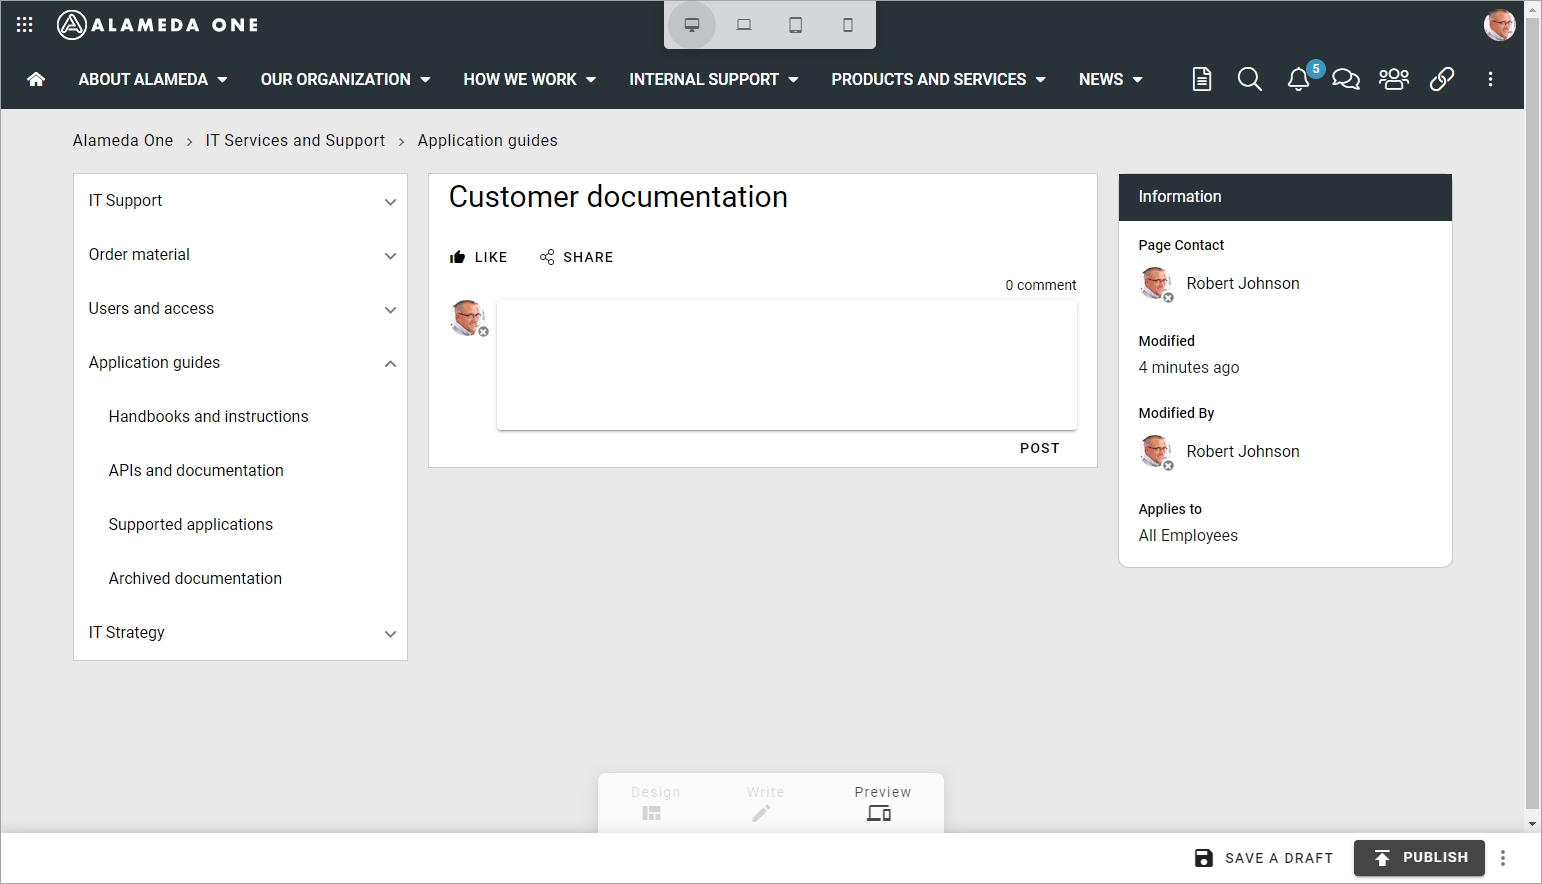 ALAMEDA ONE
ABOUT ALAMEDA OUR ORGANIZATION HOW WE WORK INTERNAL SUPPORT PRODUCTS AND SERVICES NEWS 5
Alameda One > IT Services and Support > Application guides
IT Support
Order material
Users and access
Application guides
Handbooks and instructions
APIs and documentation
Supported applications
Archived documentation
IT Strategy
Customer documentation
LIKE SHARE
0 comment
POST
Information
Page Contact
Robert Johnson
Modified
4 minutes ago
Modified By
Robert Johnson
Applies to
All Employees
Design Write Preview
SAVE A DRAFT PUBLISH